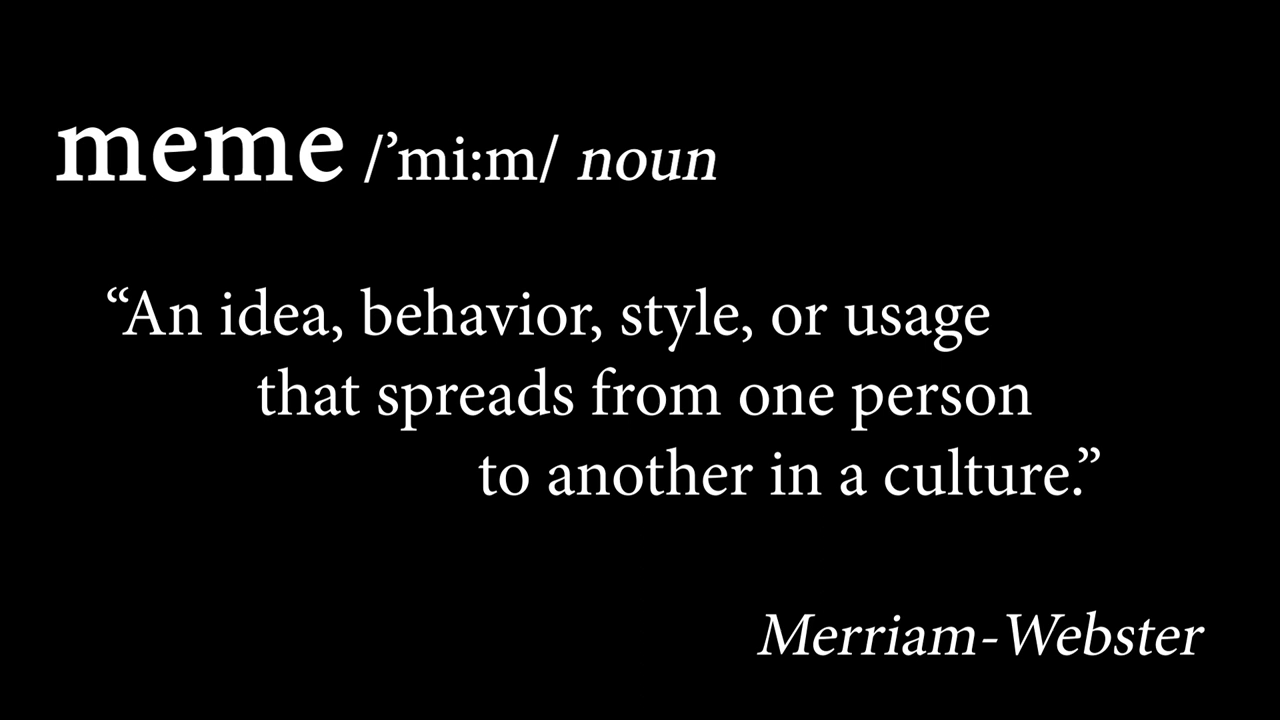 meme /’mi:m/ noun
“An idea, behavior, style, or usage
that spreads from one person
to another in a culture.”
Merriam-Webster